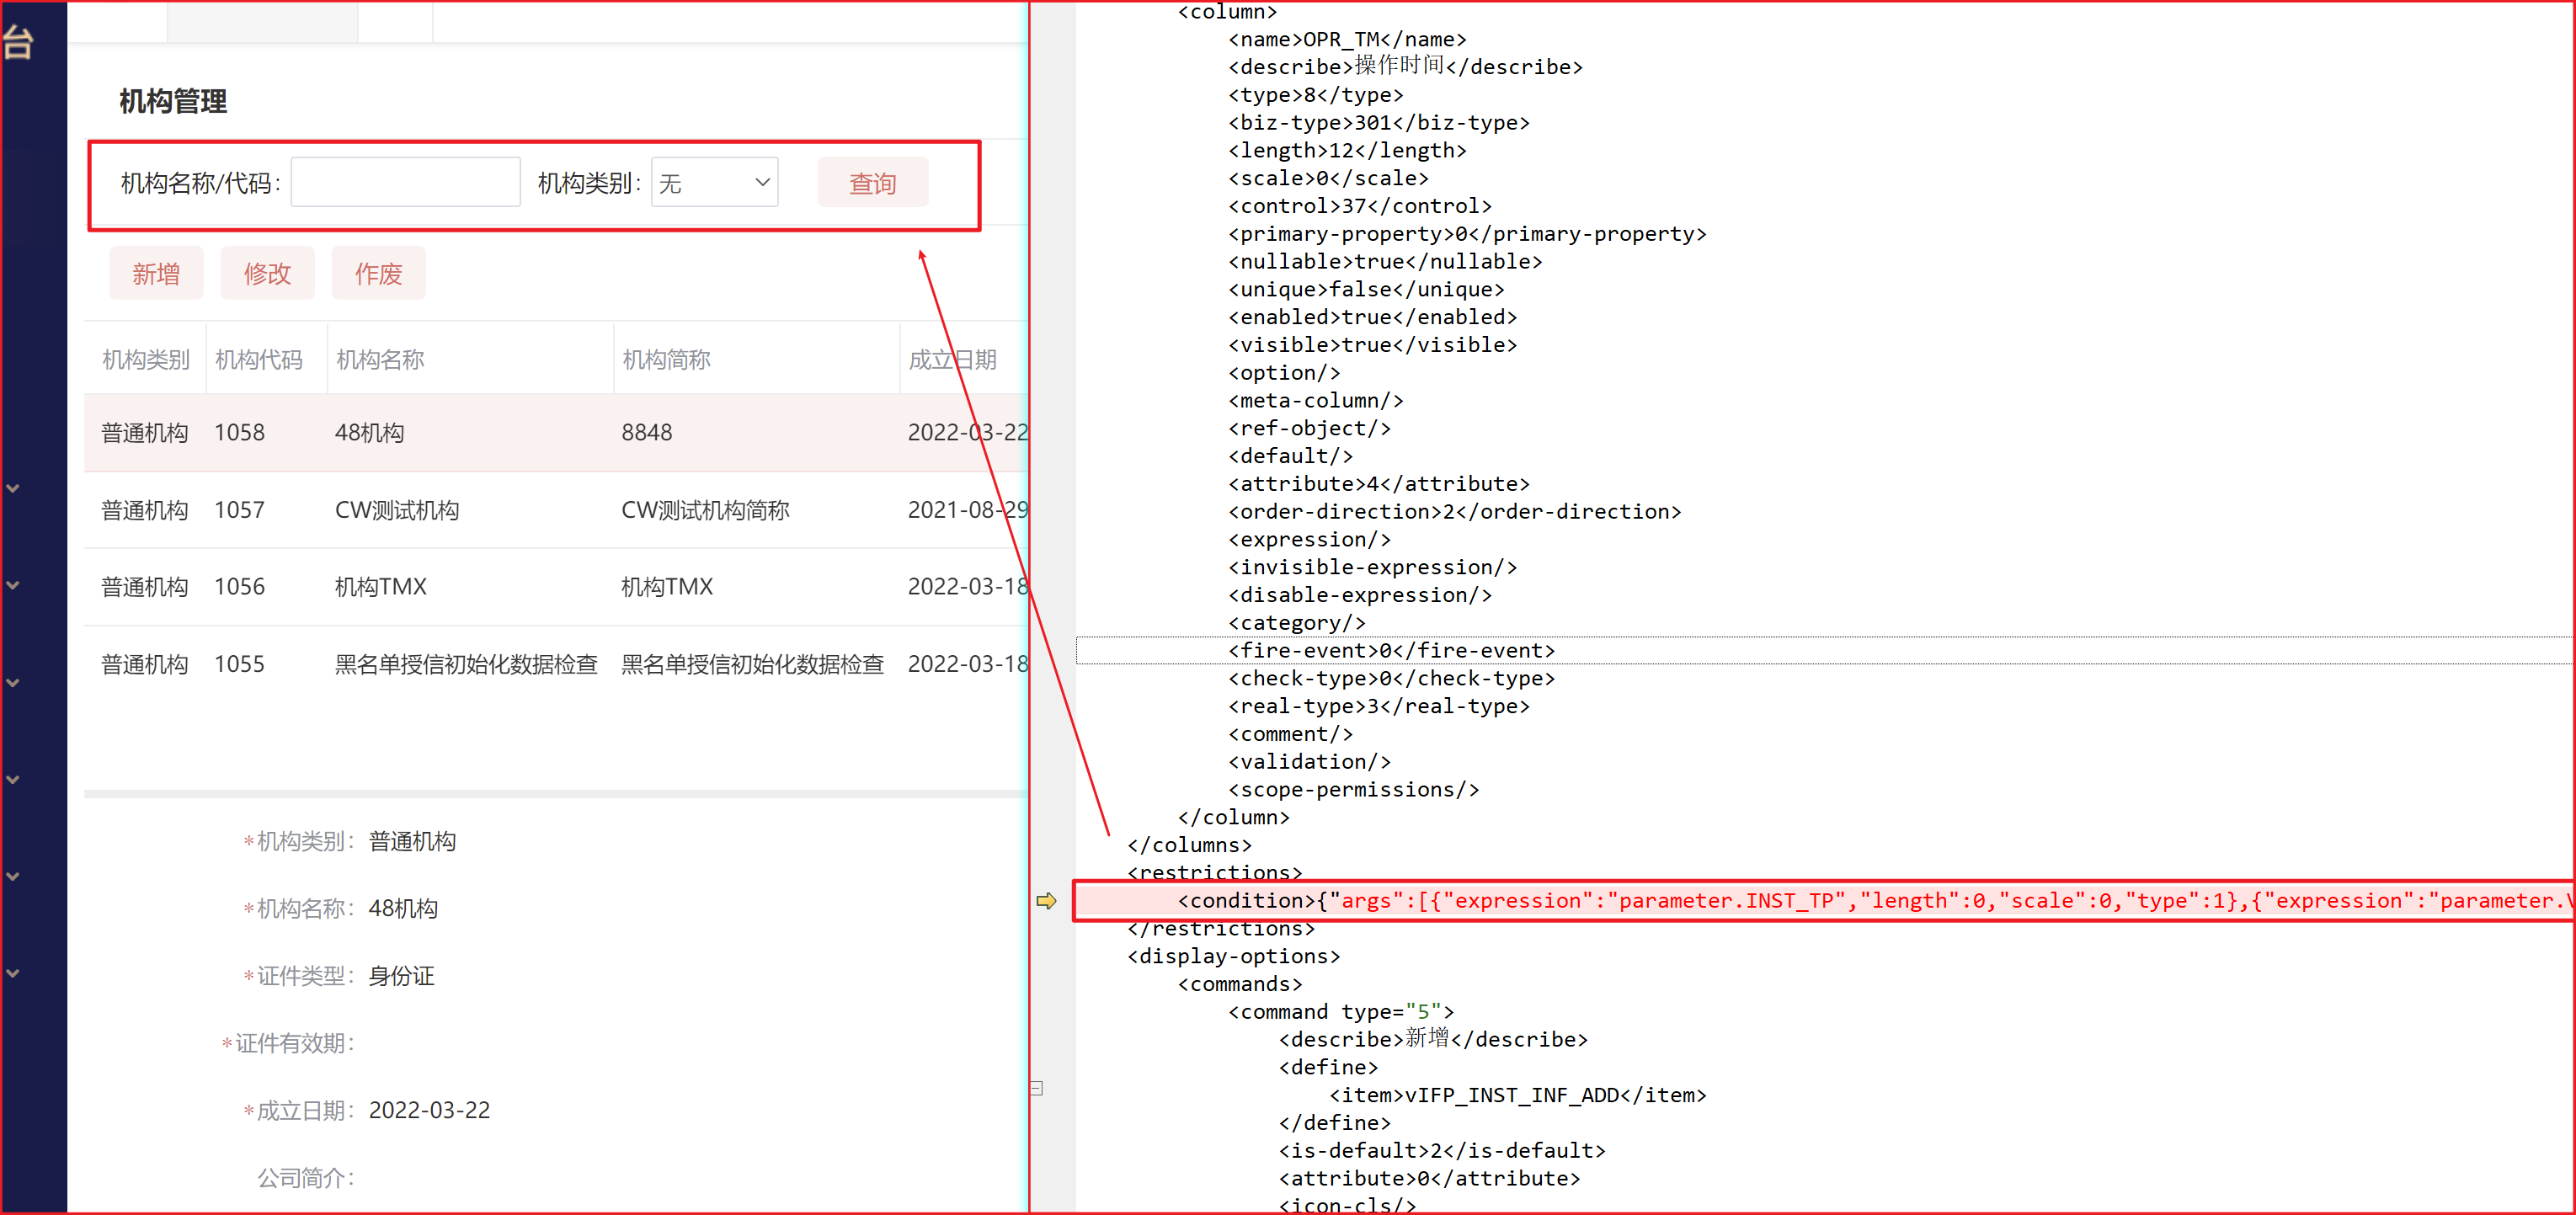 台
机构管理
机构名称/代码： 机构类别： 无 查询
新增 修改 作废
机构类别 机构代码 机构名称 机构简称 成立日期
普通机构 1058 48机构 8848 2022-03-22
普通机构 1057 CW测试机构 CW测试机构简称 2021-08-29
普通机构 1056 机构TMX 机构TMX 2022-03-18
普通机构 1055 黑名单授信初始化数据检查 黑名单授信初始化数据检查 2022-03-18
*机构类别： 普通机构
*机构名称： 48机构
*证件类型： 身份证
*证件有效期：
*成立日期： 2022-03-22
公司简介：
<column>
<name>OPR_TM</name>
<describe>操作时间</describe>
<type>8</type>
<biz-type>301</biz-type>
<length>12</length>
<scale>0</scale>
<control>37</control>
<primary-property>0</primary-property>
<nullable>true</nullable>
<unique>false</unique>
<enabled>true</enabled>
<visible>true</visible>
<option/>
<meta-column/>
<ref-object/>
<default/>
<attribute>4</attribute>
<order-direction>2</order-direction>
<expression/>
<invisible-expression/>
<disable-expression/>
<category/>
<fire-event>0</fire-event>
<check-type>0</check-type>
<real-type>3</real-type>
<comment/>
<validation/>
<scope-permissions/>
</column>
</columns>
<restrictions>
<condition>{"args":[{"expression":"parameter.INST_TP","length":0,"scale":0,"type":1},{"expression":"parameter.V
</restrictions>
<display-options>
<commands>
<command type="5">
<describe>新增</describe>
<define>
<item>vIFP_INST_INF_ADD</item>
</define>
<is-default>2</is-default>
<attribute>0</attribute>
<icon-cls/>